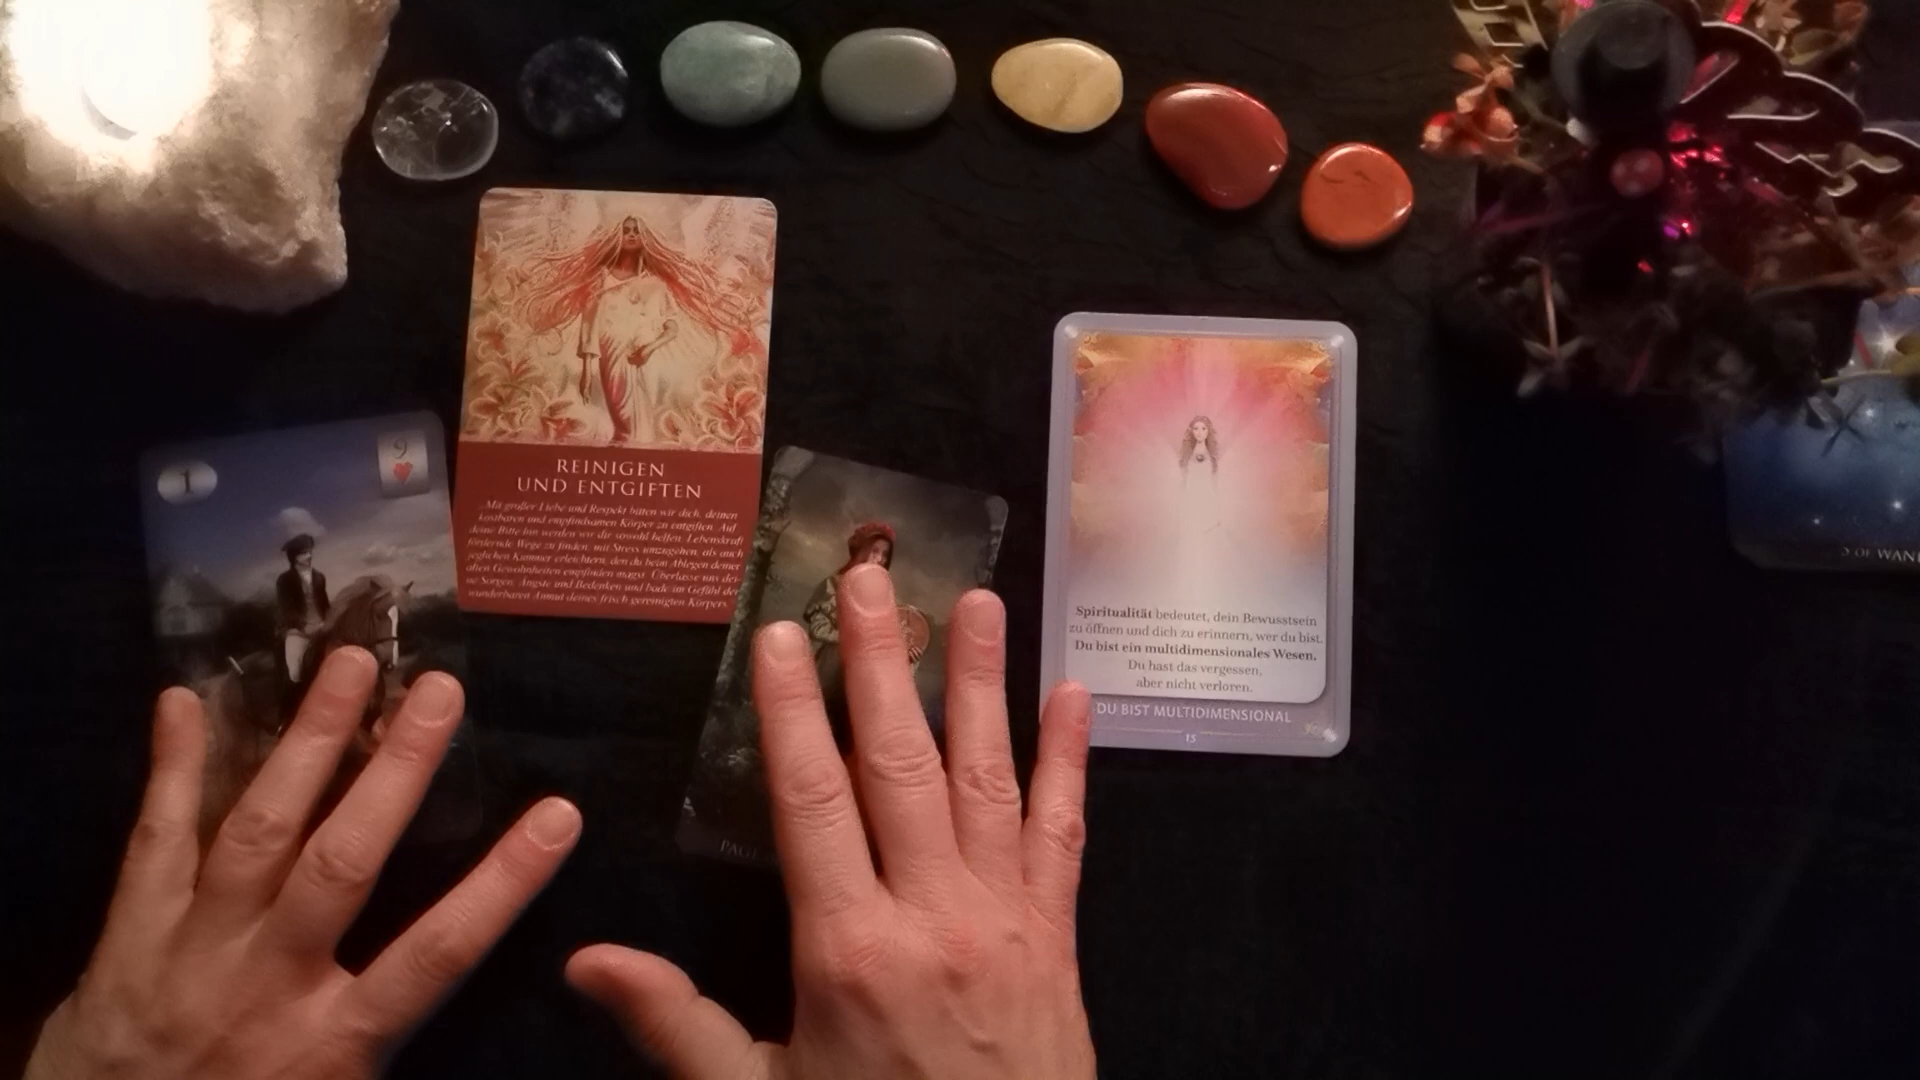 1
9
REINIGEN
UND ENTGIFTEN
„Mit großer Liebe und Respekt bitten wir dich, deinen
kostbaren und empfindsamen Körper zu entgiften. Auf
deine Bitte hin werden wir dir sowohl helfen, Lebenskraft
fördernde Wege zu finden, mit Stress umzugehen, als auch
jeglichen Kummer erleichtern, den du beim Ablegen deiner
alten Gewohnheiten empfinden magst. Überlasse uns dei-
ne Sorgen, Ängste und Bedenken und bade im Gefühl der
wunderbaren Anmut deines frisch gereinigten Körpers.
PAGE
Spiritualität bedeutet, dein Bewusstsein
zu öffnen und dich zu erinnern, wer du bist.
Du bist ein multidimensionales Wesen.
Du hast das vergessen,
aber nicht verloren.
DU BIST MULTIDIMENSIONAL
15
OF WAN